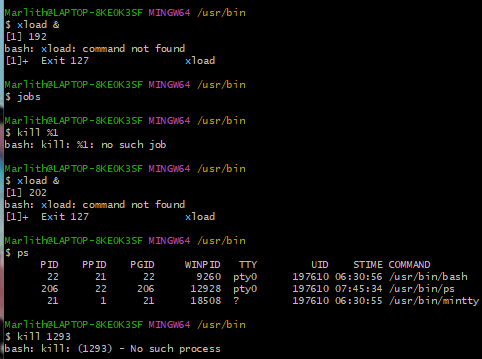 Marlith@LAPTOP-8KEOK3SF MINGW64 /usr/bin
$ xload &
[1] 192
bash: xload: command not found
[1]+  Exit 127                xload
Marlith@LAPTOP-8KEOK3SF MINGW64 /usr/bin
$ jobs
Marlith@LAPTOP-8KEOK3SF MINGW64 /usr/bin
$ kill %1
bash: kill: %1: no such job
Marlith@LAPTOP-8KEOK3SF MINGW64 /usr/bin
$ xload &
[1] 202
bash: xload: command not found
[1]+  Exit 127                xload
Marlith@LAPTOP-8KEOK3SF MINGW64 /usr/bin
$ ps
      PID    PPID    PGID     WINPID   TTY         UID    STIME COMMAND
       22      21      22       9260  pty0      197610 06:30:56 /usr/bin/bash
      206      22     206      12928  pty0      197610 07:45:34 /usr/bin/ps
       21       1      21      18508  ?         197610 06:30:55 /usr/bin/mintty
Marlith@LAPTOP-8KEOK3SF MINGW64 /usr/bin
$ kill 1293
bash: kill: (1293) - No such process